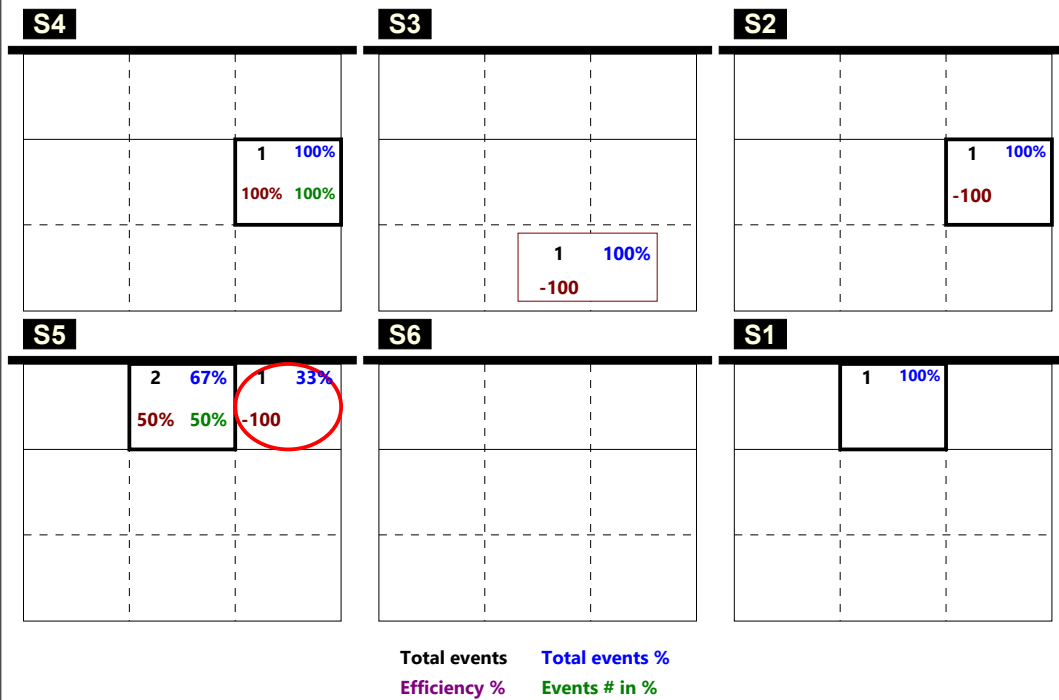 S4 S3 S2
1 100% 1 100%
100% 100% -100
1 100%
-100
S5 S6 S1
2 67% 1 33% 1 100%
50% 50% -100
Total events Total events %
Efficiency % Events # in %